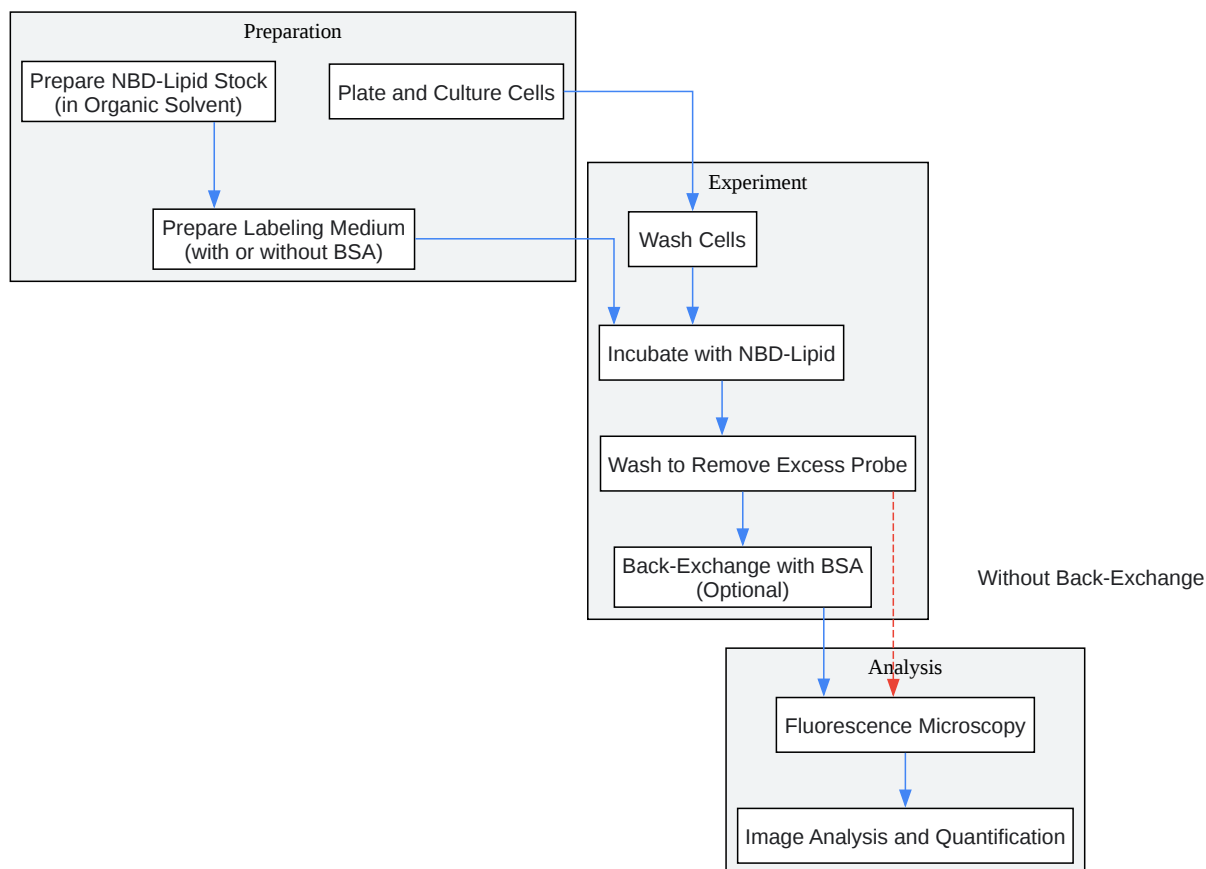 Preparation
Prepare NBD-Lipid Stock
(in Organic Solvent)
Plate and Culture Cells
Prepare Labeling Medium
(with or without BSA)
Experiment
Wash Cells
Incubate with NBD-Lipid
Wash to Remove Excess Probe
Back-Exchange with BSA
(Optional)
Without Back-Exchange
Analysis
Fluorescence Microscopy
Image Analysis and Quantification